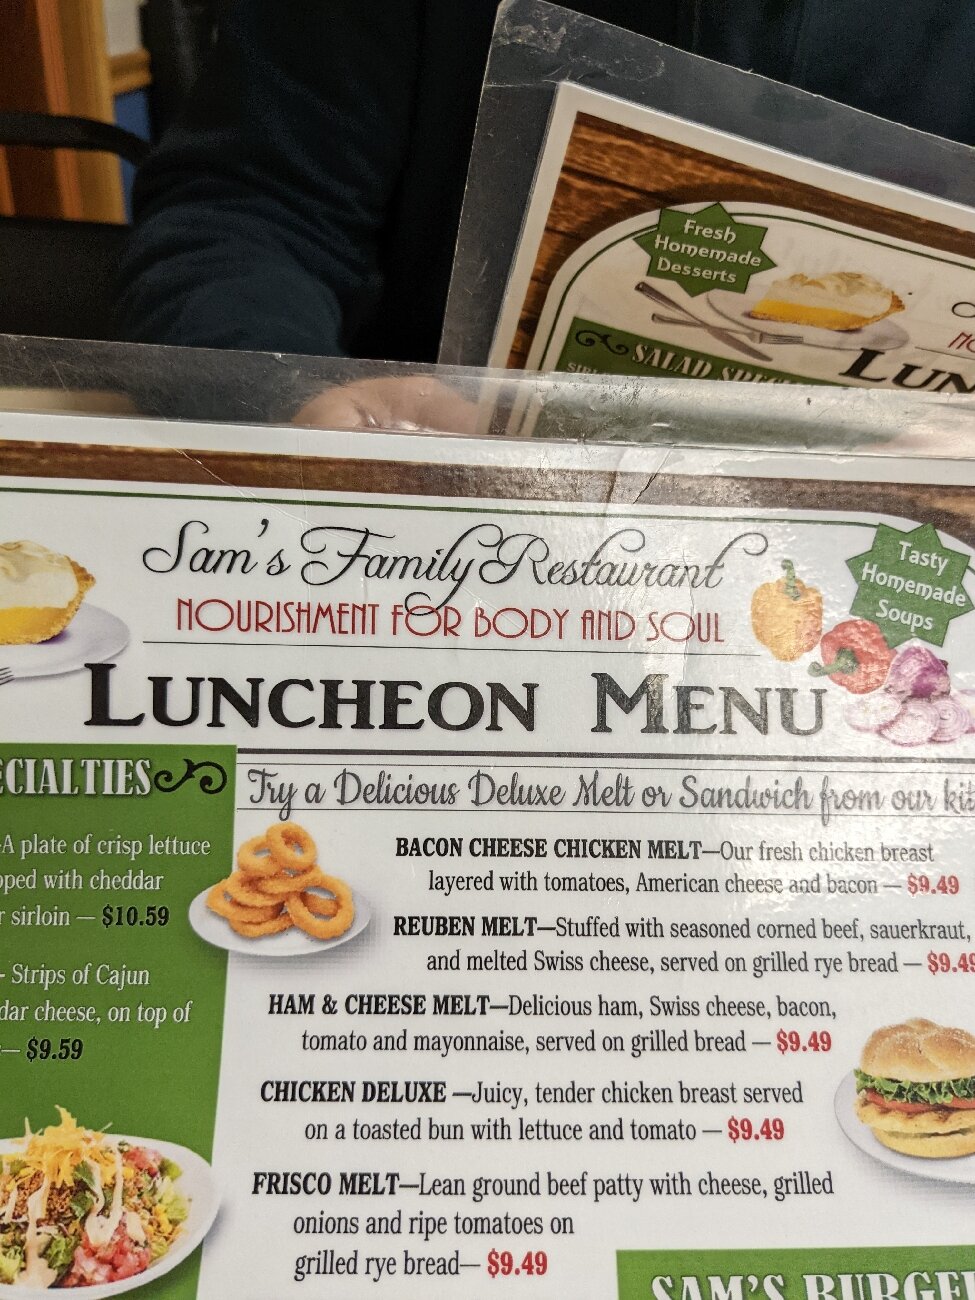 Fresh
Homemade
Desserts
SALAD
LUN
Sam's Family Restaurant
NOURISHMENT FOR BODY AND SOUL
LUNCHEON MENU
Tasty
Homemade
Soups
ECIALTIES
Try a Delicious Deluxe Melt or Sandwich from our kit
A plate of crisp lettuce
pped with cheddar
r sirloin — $10.59
- Strips of Cajun
dar cheese, on top of
— $9.59
BACON CHEESE CHICKEN MELT—Our fresh chicken breast
layered with tomatoes, American cheese and bacon — $9.49
REUBEN MELT—Stuffed with seasoned corned beef, sauerkraut,
and melted Swiss cheese, served on grilled rye bread — $9.49
HAM & CHEESE MELT—Delicious ham, Swiss cheese, bacon,
tomato and mayonnaise, served on grilled bread — $9.49
CHICKEN DELUXE —Juicy, tender chicken breast served
on a toasted bun with lettuce and tomato — $9.49
FRISCO MELT—Lean ground beef patty with cheese, grilled
onions and ripe tomatoes on
grilled rye bread— $9.49
SAM'S BURGE